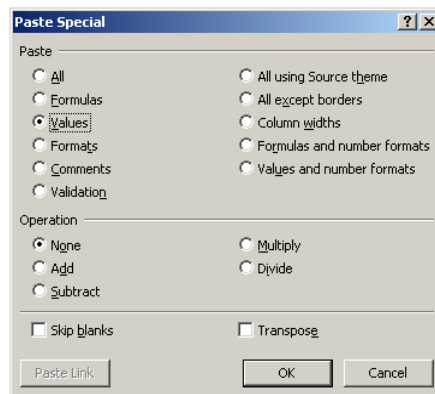 Paste Special
Paste
All
All using Source theme
Formulas
All except borders
Values
Column widths
Formats
Formulas and number formats
Comments
Values and number formats
Validation
Operation
None
Multiply
Add
Divide
Subtract
Skip blanks
Transpose
Paste Link
OK
Cancel